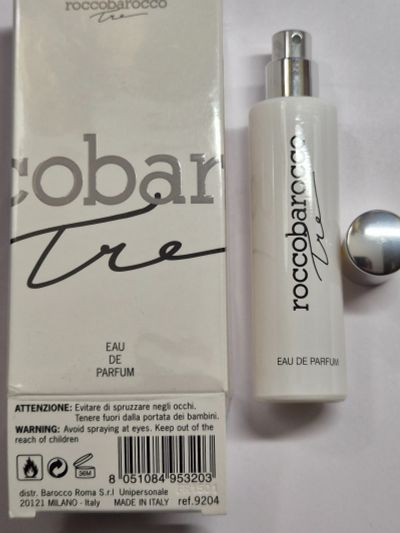 roccobarocco
Tre
cobar
Tre
EAU
DE
PARFUM
ATTENZIONE: Evitare di spruzzare negli occhi.
Tenere fuori dalla portata dei bambini.
WARNING: Avoid spraying at eyes. Keep out of the
reach of children
36M
8 051084 953203
distr. Barocco Roma S.r.l Unipersonale
20121 MILANO - Italy MADE IN ITALY ref.9204
roccobarocco
Tre
EAU DE PARFUM